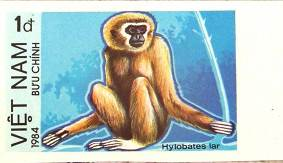 1đ
VIỆT NAM
BƯU CHÍNH
1984
Hylobates lar